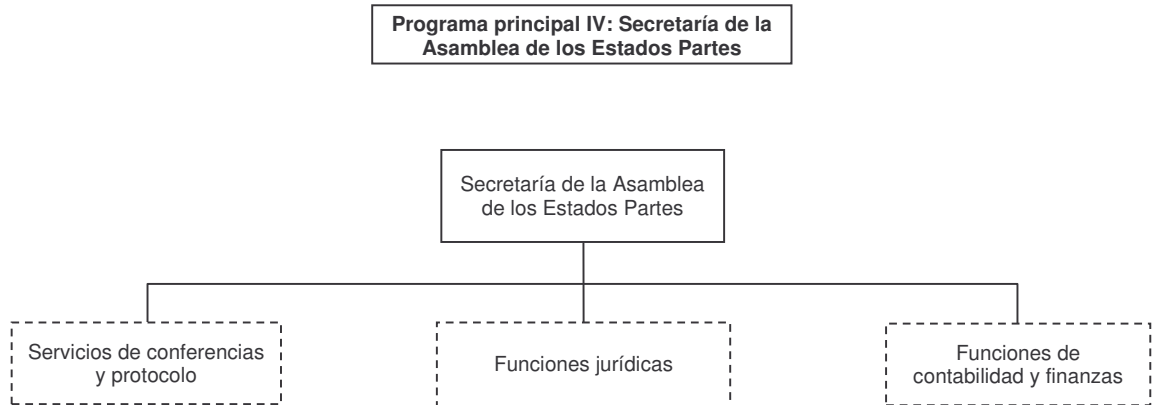 Programa principal IV: Secretaría de la
Asamblea de los Estados Partes
Secretaría de la Asamblea
de los Estados Partes
Servicios de conferencias
y protocolo
Funciones jurídicas
Funciones de
contabilidad y finanzas